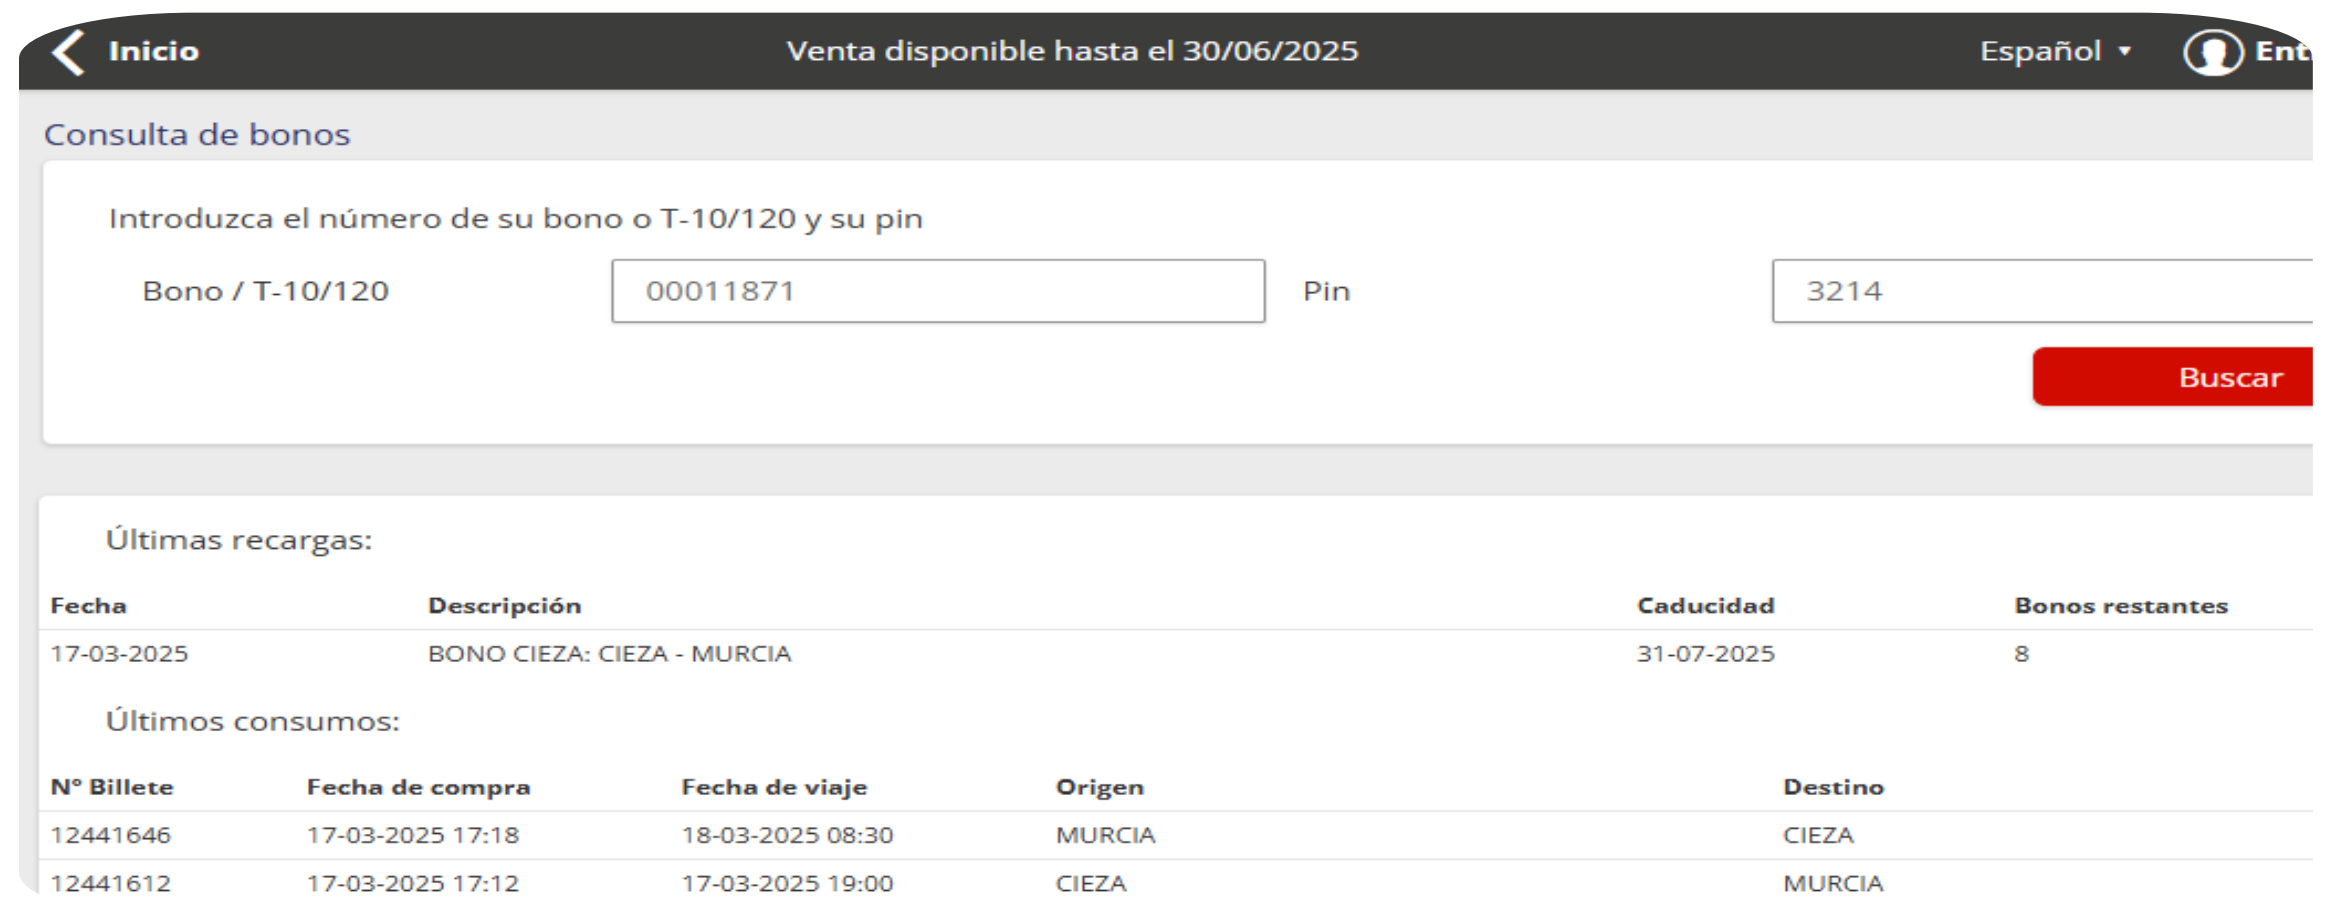 Inicio Venta disponible hasta el 30/06/2025 Español
Consulta de bonos
Introduzca el número de su bono o T-10/120 y su pin
Bono / T-10/120 00011871 Pin 3214
Buscar
Últimas recargas:
Fecha Descripción Caducidad Bonos restantes
17-03-2025 BONO CIEZA: CIEZA - MURCIA 31-07-2025 8
Últimos consumos:
Nº Billete Fecha de compra Fecha de viaje Origen Destino
12441646 17-03-2025 17:18 18-03-2025 08:30 MURCIA CIEZA
12441612 17-03-2025 17:12 17-03-2025 19:00 CIEZA MURCIA